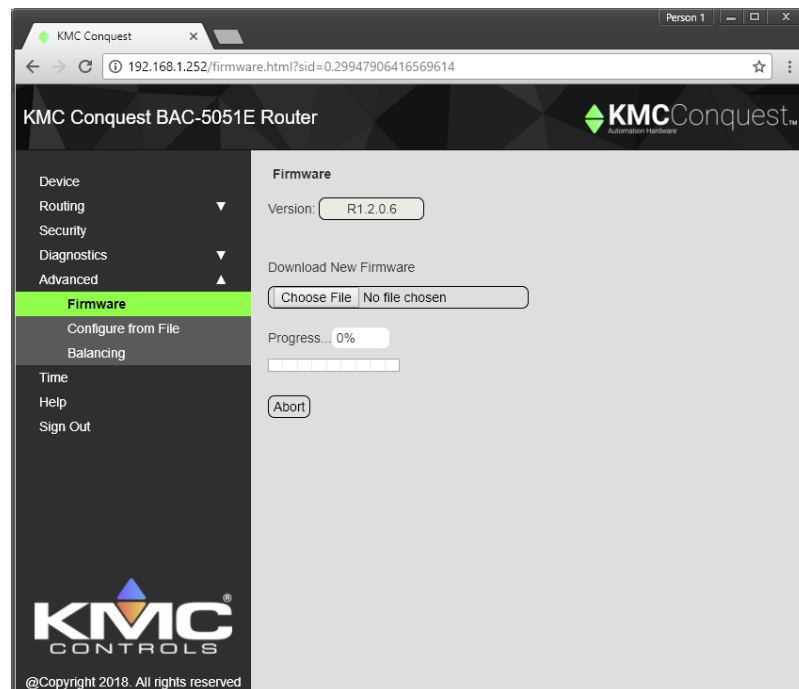 Person 1
KMC Conquest
192.168.1.252/firmware.html?sid=0.29947906416569614
KMC Conquest BAC-5051E Router
KMCConquest™
Automation Hardware
Device
Routing
Security
Diagnostics
Advanced
Firmware
Configure from File
Balancing
Time
Help
Sign Out
Firmware
Version: R1.2.0.6
Download New Firmware
Choose File No file chosen
Progress... 0%
Abort
KMC®
CONTROLS
@Copyright 2018. All rights reserved